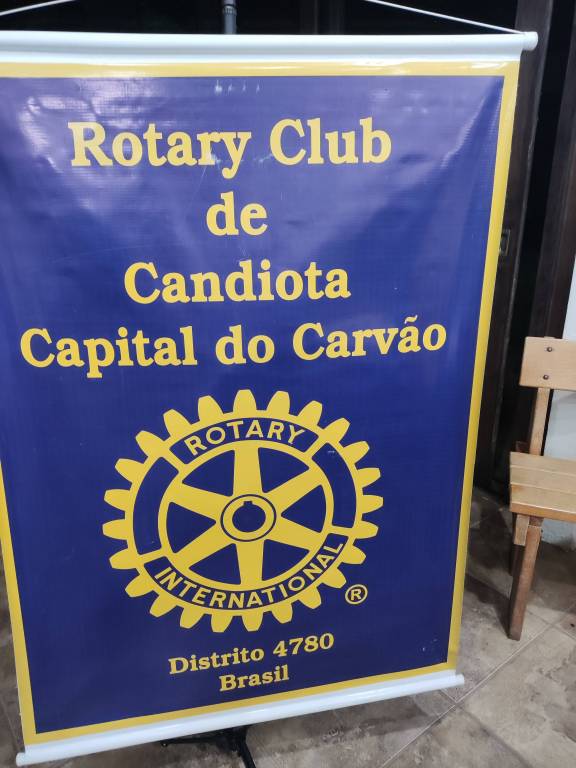 Rotary Club
de
Candiota
Capital do Carvão
ROTARY
INTERNATIONAL
®
Distrito 4780
Brasil